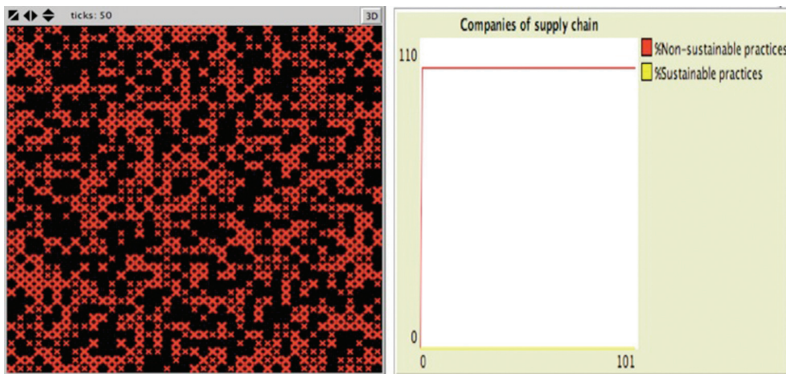 ticks: 50
3D
Companies of supply chain
110
0
0
101
%Non-sustainable practices
%Sustainable practices